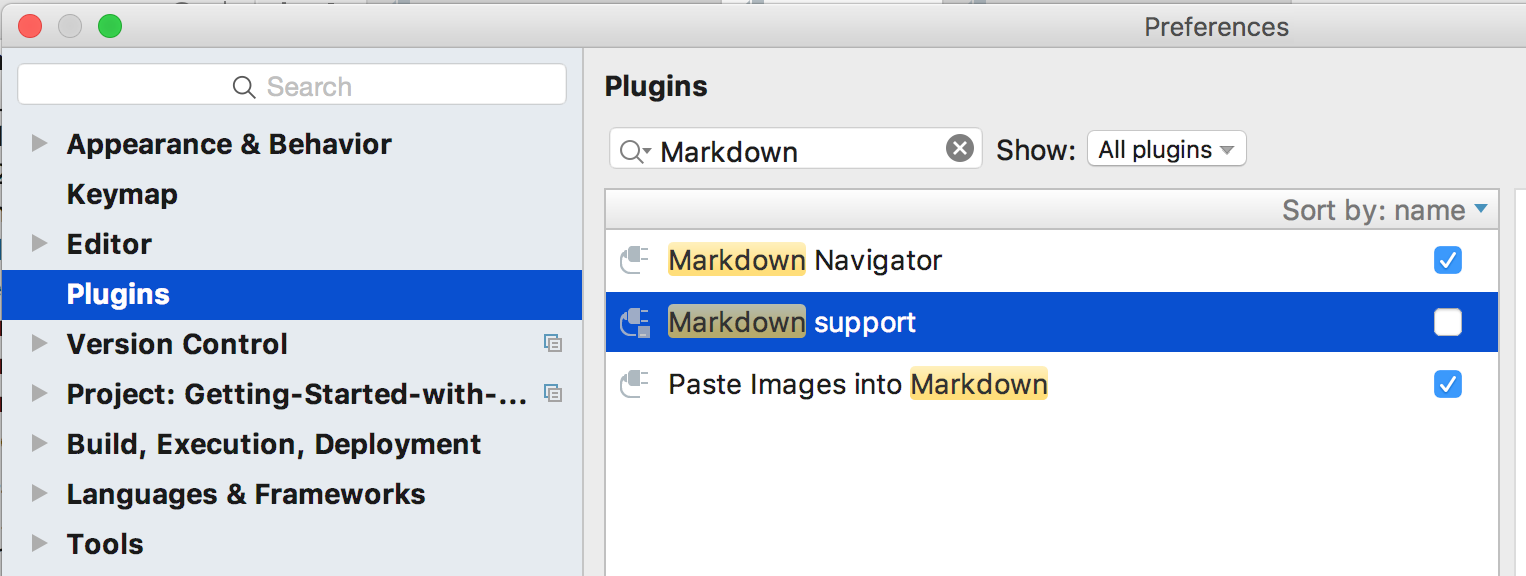 Preferences
Search
Appearance & Behavior
Keymap
Editor
Plugins
Version Control
Project: Getting-Started-with-...
Build, Execution, Deployment
Languages & Frameworks
Tools
Plugins
Markdown Show: All plugins
Sort by: name
Markdown Navigator
Markdown support
Paste Images into Markdown